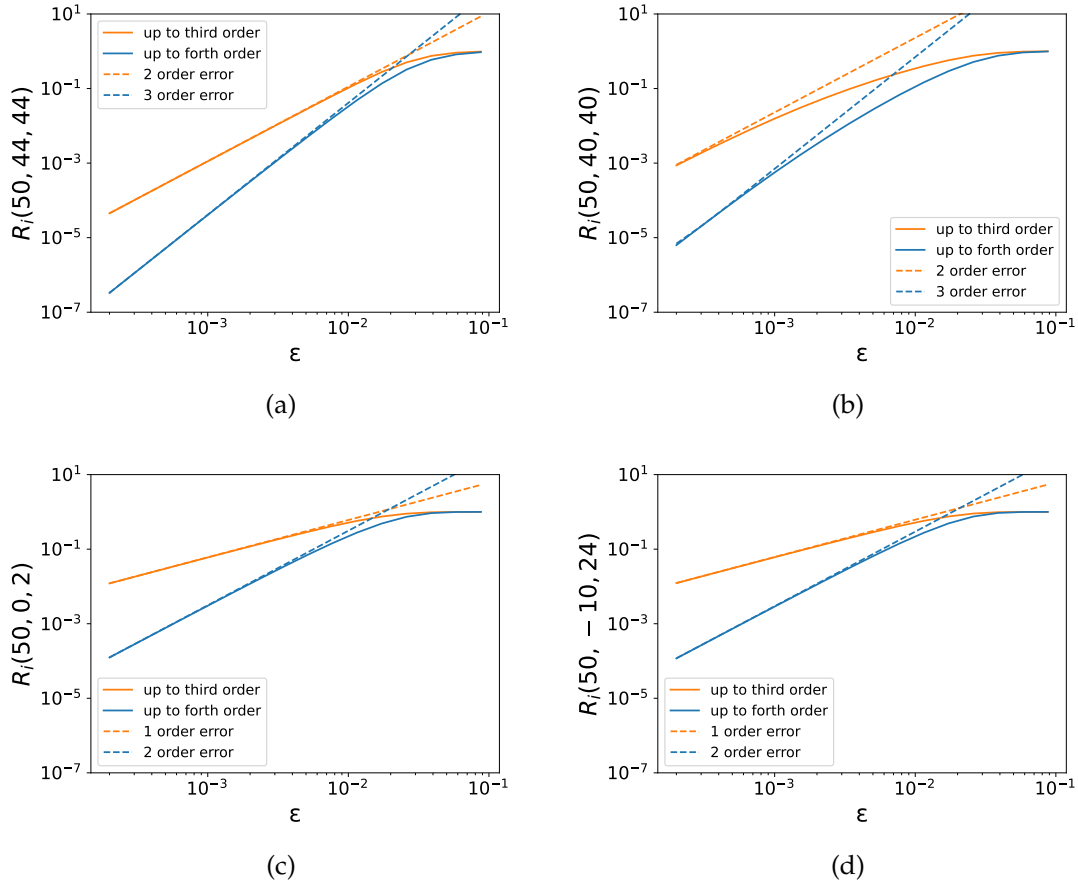 R_i(50, 44, 44)
10^1
10^-1
10^-3
10^-5
10^-7
up to third order
up to forth order
2 order error
3 order error
10^-3 10^-2 10^-1
ε
(a)
R_i(50, 40, 40)
10^1
10^-1
10^-3
10^-5
10^-7
up to third order
up to forth order
2 order error
3 order error
10^-3 10^-2 10^-1
ε
(b)
R_i(50, 0, 2)
10^1
10^-1
10^-3
10^-5
10^-7
up to third order
up to forth order
1 order error
2 order error
10^-3 10^-2 10^-1
ε
(c)
R_i(50, −10, 24)
10^1
10^-1
10^-3
10^-5
10^-7
up to third order
up to forth order
1 order error
2 order error
10^-3 10^-2 10^-1
ε
(d)